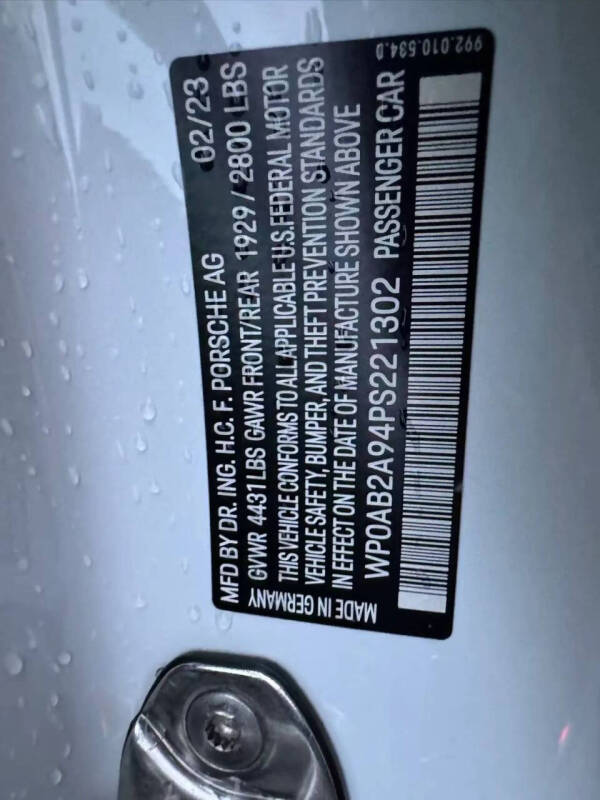 MFD BY DR. ING. H.C. F. PORSCHE AG 02/23
GVWR 4431 LBS GAWR FRONT/REAR 1929 / 2800 LBS
THIS VEHICLE CONFORMS TO ALL APPLICABLE U.S. FEDERAL MOTOR
VEHICLE SAFETY, BUMPER, AND THEFT PREVENTION STANDARDS
IN EFFECT ON THE DATE OF MANUFACTURE SHOWN ABOVE
WP0AB2A94PS221302 PASSENGER CAR
MADE IN GERMANY
992.010.534.D